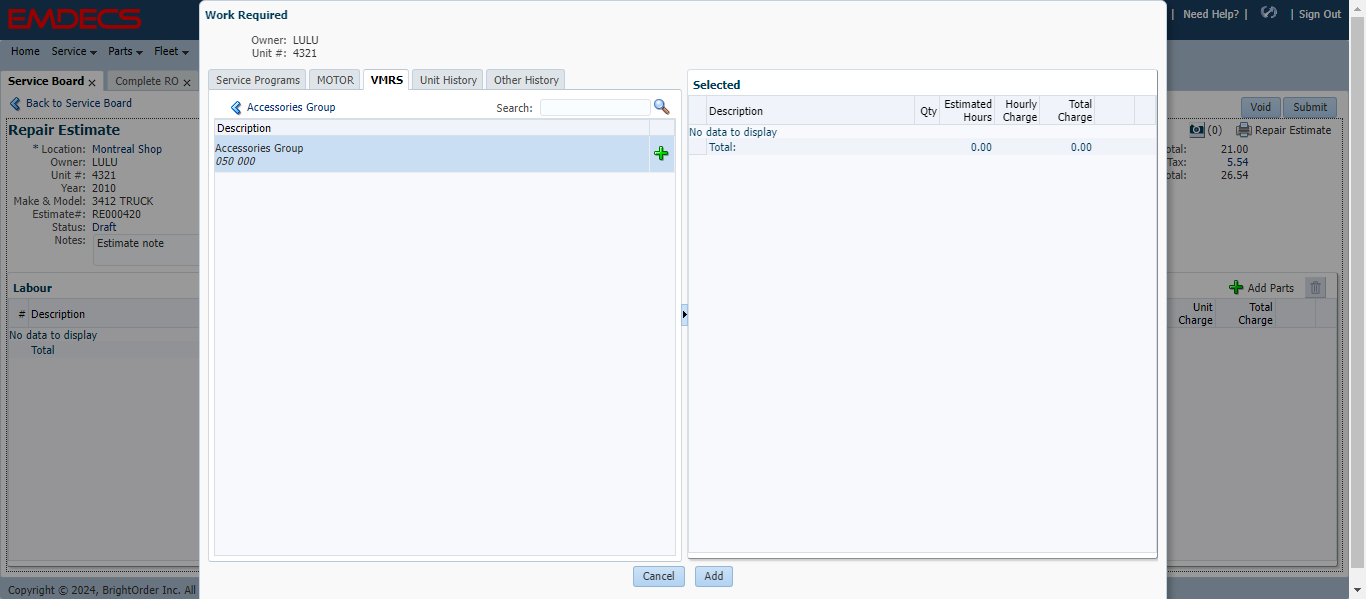 EMDECS
| Need Help? | | Sign Out
Home Service Parts Fleet
Service Board x Complete RO x
Back to Service Board
Void Submit
Repair Estimate
(0) Repair Estimate
* Location: Montreal Shop
Owner: LULU
Unit #: 4321
Year: 2010
Make & Model: 3412 TRUCK
Estimate#: RE000420
Status: Draft
Notes: Estimate note
otal: 21.00
Tax: 5.54
otal: 26.54
Labour
# Description
No data to display
Total
Add Parts
Unit Charge Total Charge
Copyright © 2024, BrightOrder Inc. All
Work Required
Owner: LULU
Unit #: 4321
Service Programs MOTOR VMRS Unit History Other History
Accessories Group Search:
Description
Accessories Group
050 000
Selected
Description Qty Estimated Hours Hourly Charge Total Charge
No data to display
Total: 0.00 0.00
Cancel Add